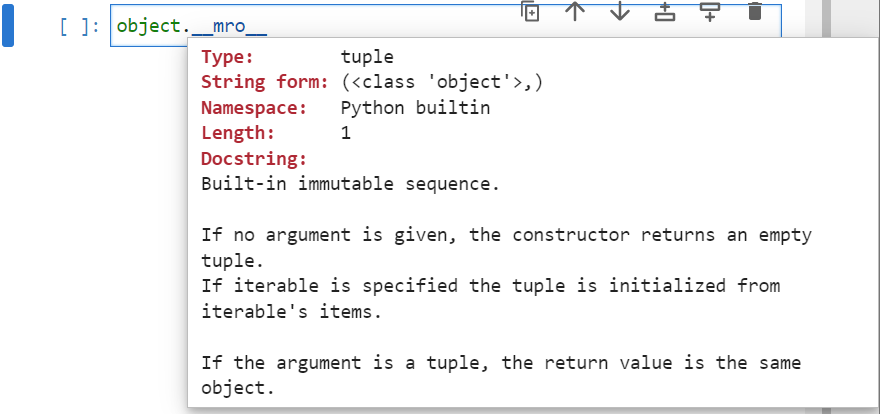 [ ]: object.__mro__
Type: tuple
String form: (<class 'object'>,)
Namespace: Python builtin
Length: 1
Docstring:
Built-in immutable sequence.
If no argument is given, the constructor returns an empty
tuple.
If iterable is specified the tuple is initialized from
iterable's items.
If the argument is a tuple, the return value is the same
object.